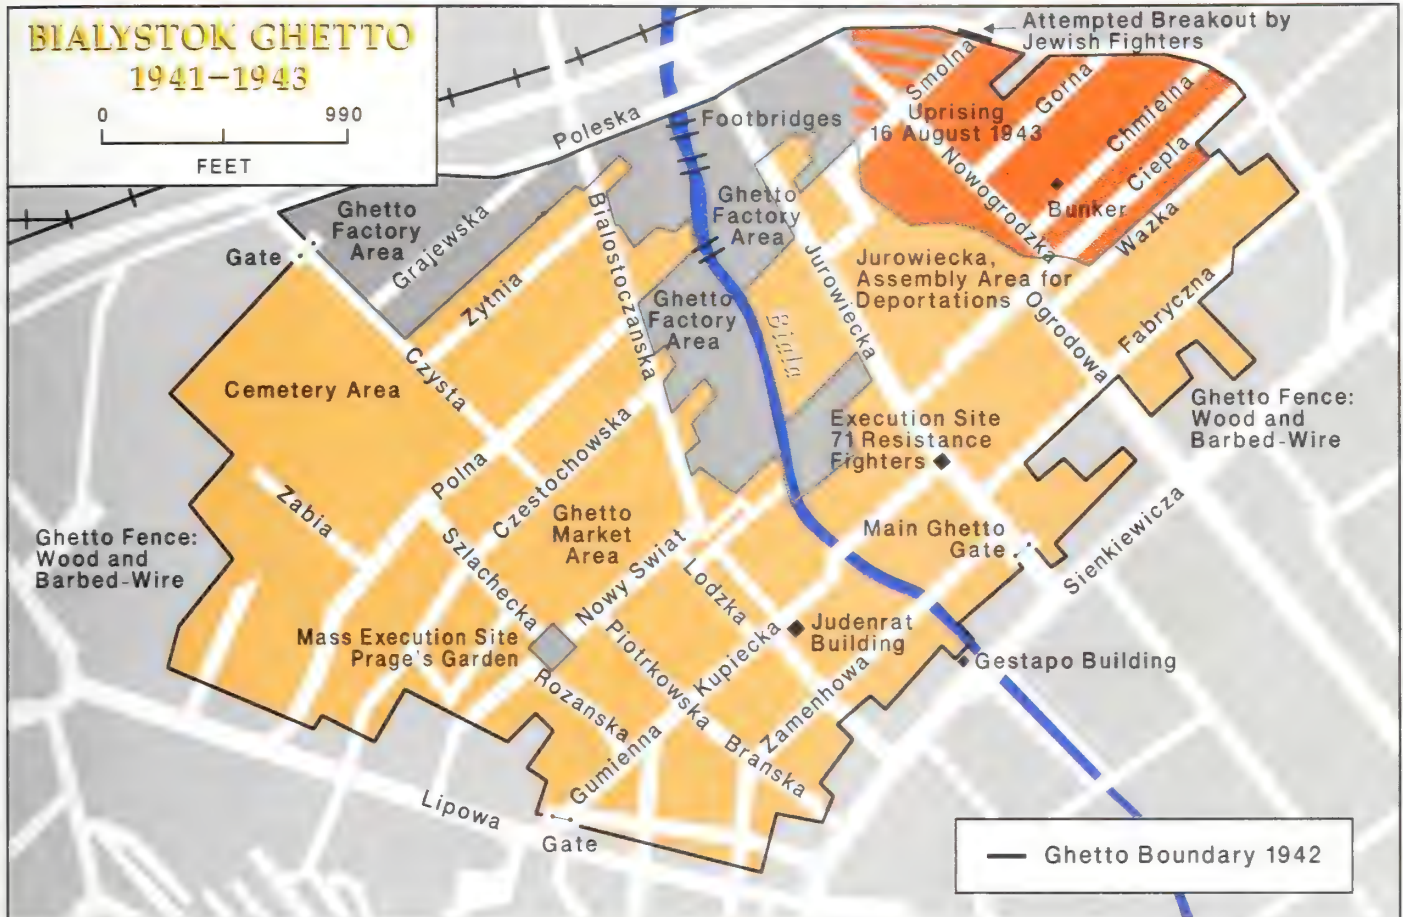 BIALYSTOK GHETTO
1941–1943
0 990
FEET
Attempted Breakout by
Jewish Fighters
Smolna
Gorna
Chmielna
Ciepla
Uprising
16 August 1943
Nowogrodzka
Bunker
Wazka
Poleska
Footbridges
Ghetto
Factory
Area
Gate
Grajewska
Bialostoczanska
Ghetto
Factory
Area
Jurowiecka
Jurowiecka,
Assembly Area for
Deportations
Ogrodowa
Fabryczna
Zytnia
Ghetto
Factory
Area
Biala
Czysta
Cemetery Area
Ghetto Fence:
Wood and
Barbed-Wire
Execution Site
71 Resistance
Fighters
Polna
Czestochowska
Zabia
Ghetto
Market
Area
Main Ghetto
Gate
Sienkiewicza
Ghetto Fence:
Wood and
Barbed-Wire
Szlachecka
Nowy Swiat
Lodzka
Mass Execution Site
Prage's Garden
Piotrkowska
Kupiecka
Judenrat
Building
Gestapo Building
Rozanska
Zamenhowa
Gumienna
Branska
Lipowa
Gate
Ghetto Boundary 1942